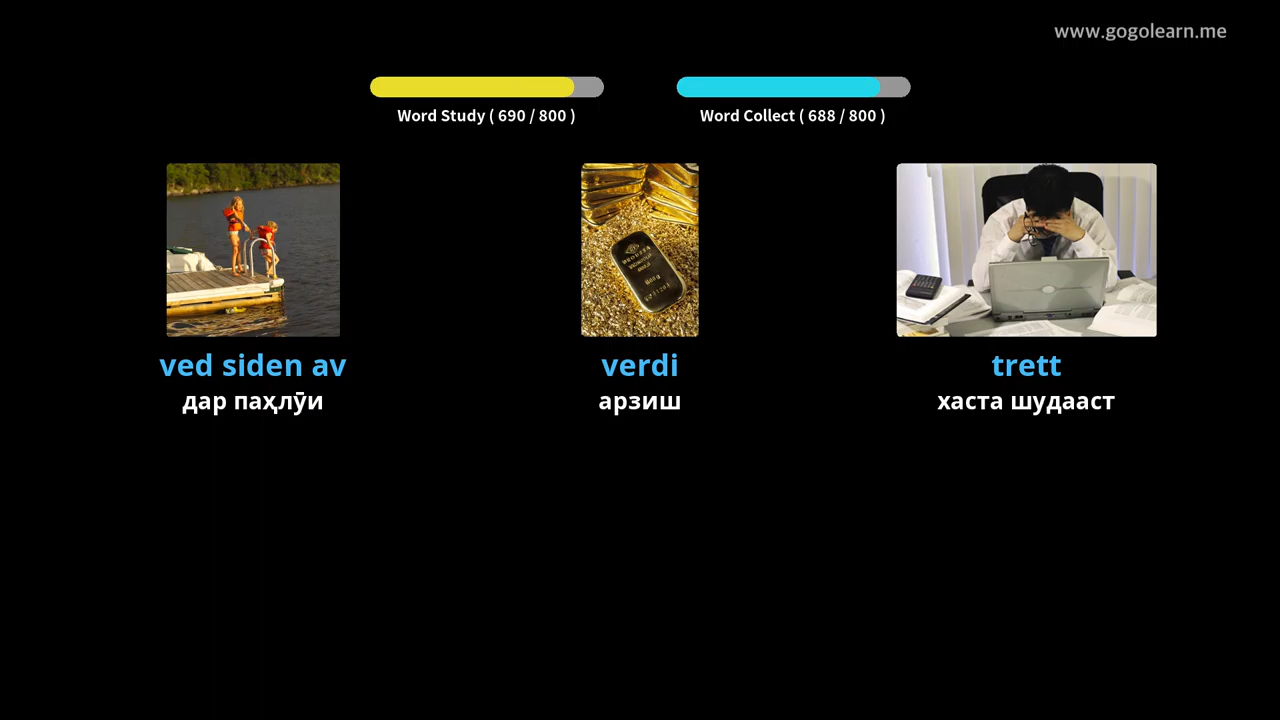 www.gogolearn.me
Word Study ( 690 / 800 )
Word Collect ( 688 / 800 )
ved siden av
дар паҳлӯи
verdi
арзиш
trett
хаста шудааст